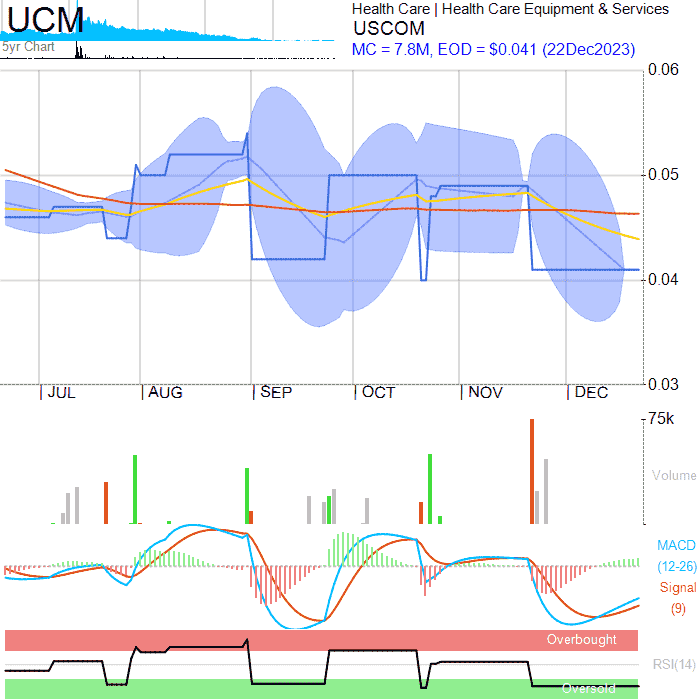 UCM
5yr Chart
Health Care | Health Care Equipment & Services
USCOM
MC = 7.8M, EOD = $0.041 (22Dec2023)
0.06
0.05
0.04
0.03
JUL
AUG
SEP
OCT
NOV
DEC
75k
Volume
MACD
(12-26)
Signal
(9)
Overbought
RSI(14)
Oversold